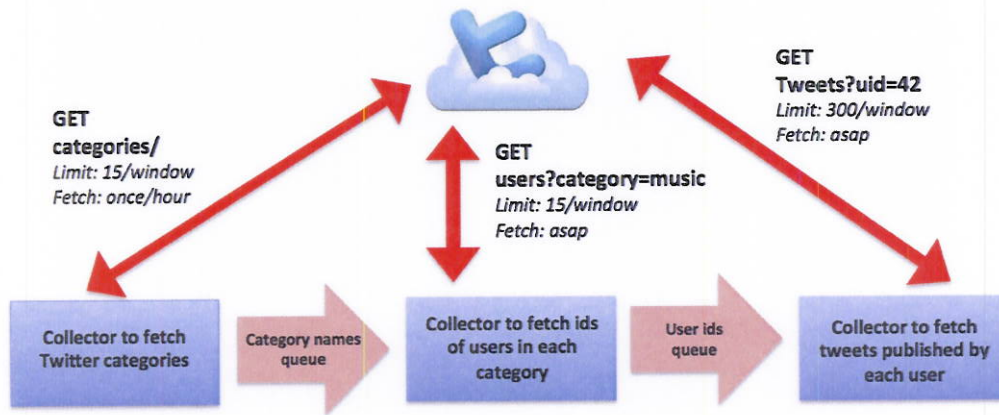 GET
categories/
Limit: 15/window
Fetch: once/hour
GET
users?category=music
Limit: 15/window
Fetch: asap
GET
Tweets?uid=42
Limit: 300/window
Fetch: asap
Collector to fetch
Twitter categories
Category names
queue
Collector to fetch ids
of users in each
category
User ids
queue
Collector to fetch
tweets published by
each user